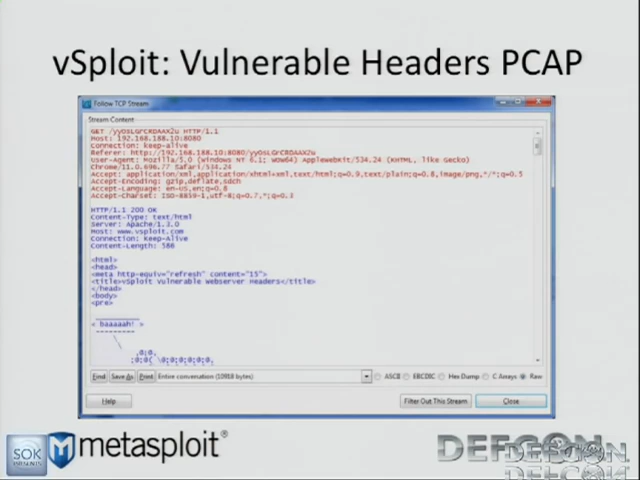 vSploit: Vulnerable Headers PCAP
Follow TCP Stream
Stream Content
GET /yyOSLGrCRDAAX2u HTTP/1.1
Host: 192.168.188.10:8080
Connection: keep-alive
Referer: http://192.168.188.10:8080/yyOSLGrCRDAAX2u
User-Agent: Mozilla/5.0 (Windows NT 6.1; WOW64) AppleWebKit/534.24 (KHTML, like Gecko)
Chrome/11.0.696.77 Safari/534.24
Accept: application/xml,application/xhtml+xml,text/html;q=0.9,text/plain;q=0.8,image/png,*/*;q=0.5
Accept-Encoding: gzip,deflate,sdch
Accept-Language: en-US,en;q=0.8
Accept-Charset: ISO-8859-1,utf-8;q=0.7,*;q=0.3
HTTP/1.1 200 OK
Content-Type: text/html
Server: Apache/1.3.0
Host: www.vsploit.com
Connection: Keep-Alive
Content-Length: 586
<html>
<head>
<meta http-equiv="refresh" content="15">
<title>vSploit Vulnerable Webserver Headers</title>
</head>
<body>
<pre>
< baaaaah! >
---------
\
\
,@;@,
;@;@( \@;@;@;@;@;@,
Find Save As Print Entire conversation (10918 bytes) ASCII EBCDIC Hex Dump C Arrays Raw
Help Filter Out This Stream Close
SOK
metasploit®
DEFCON